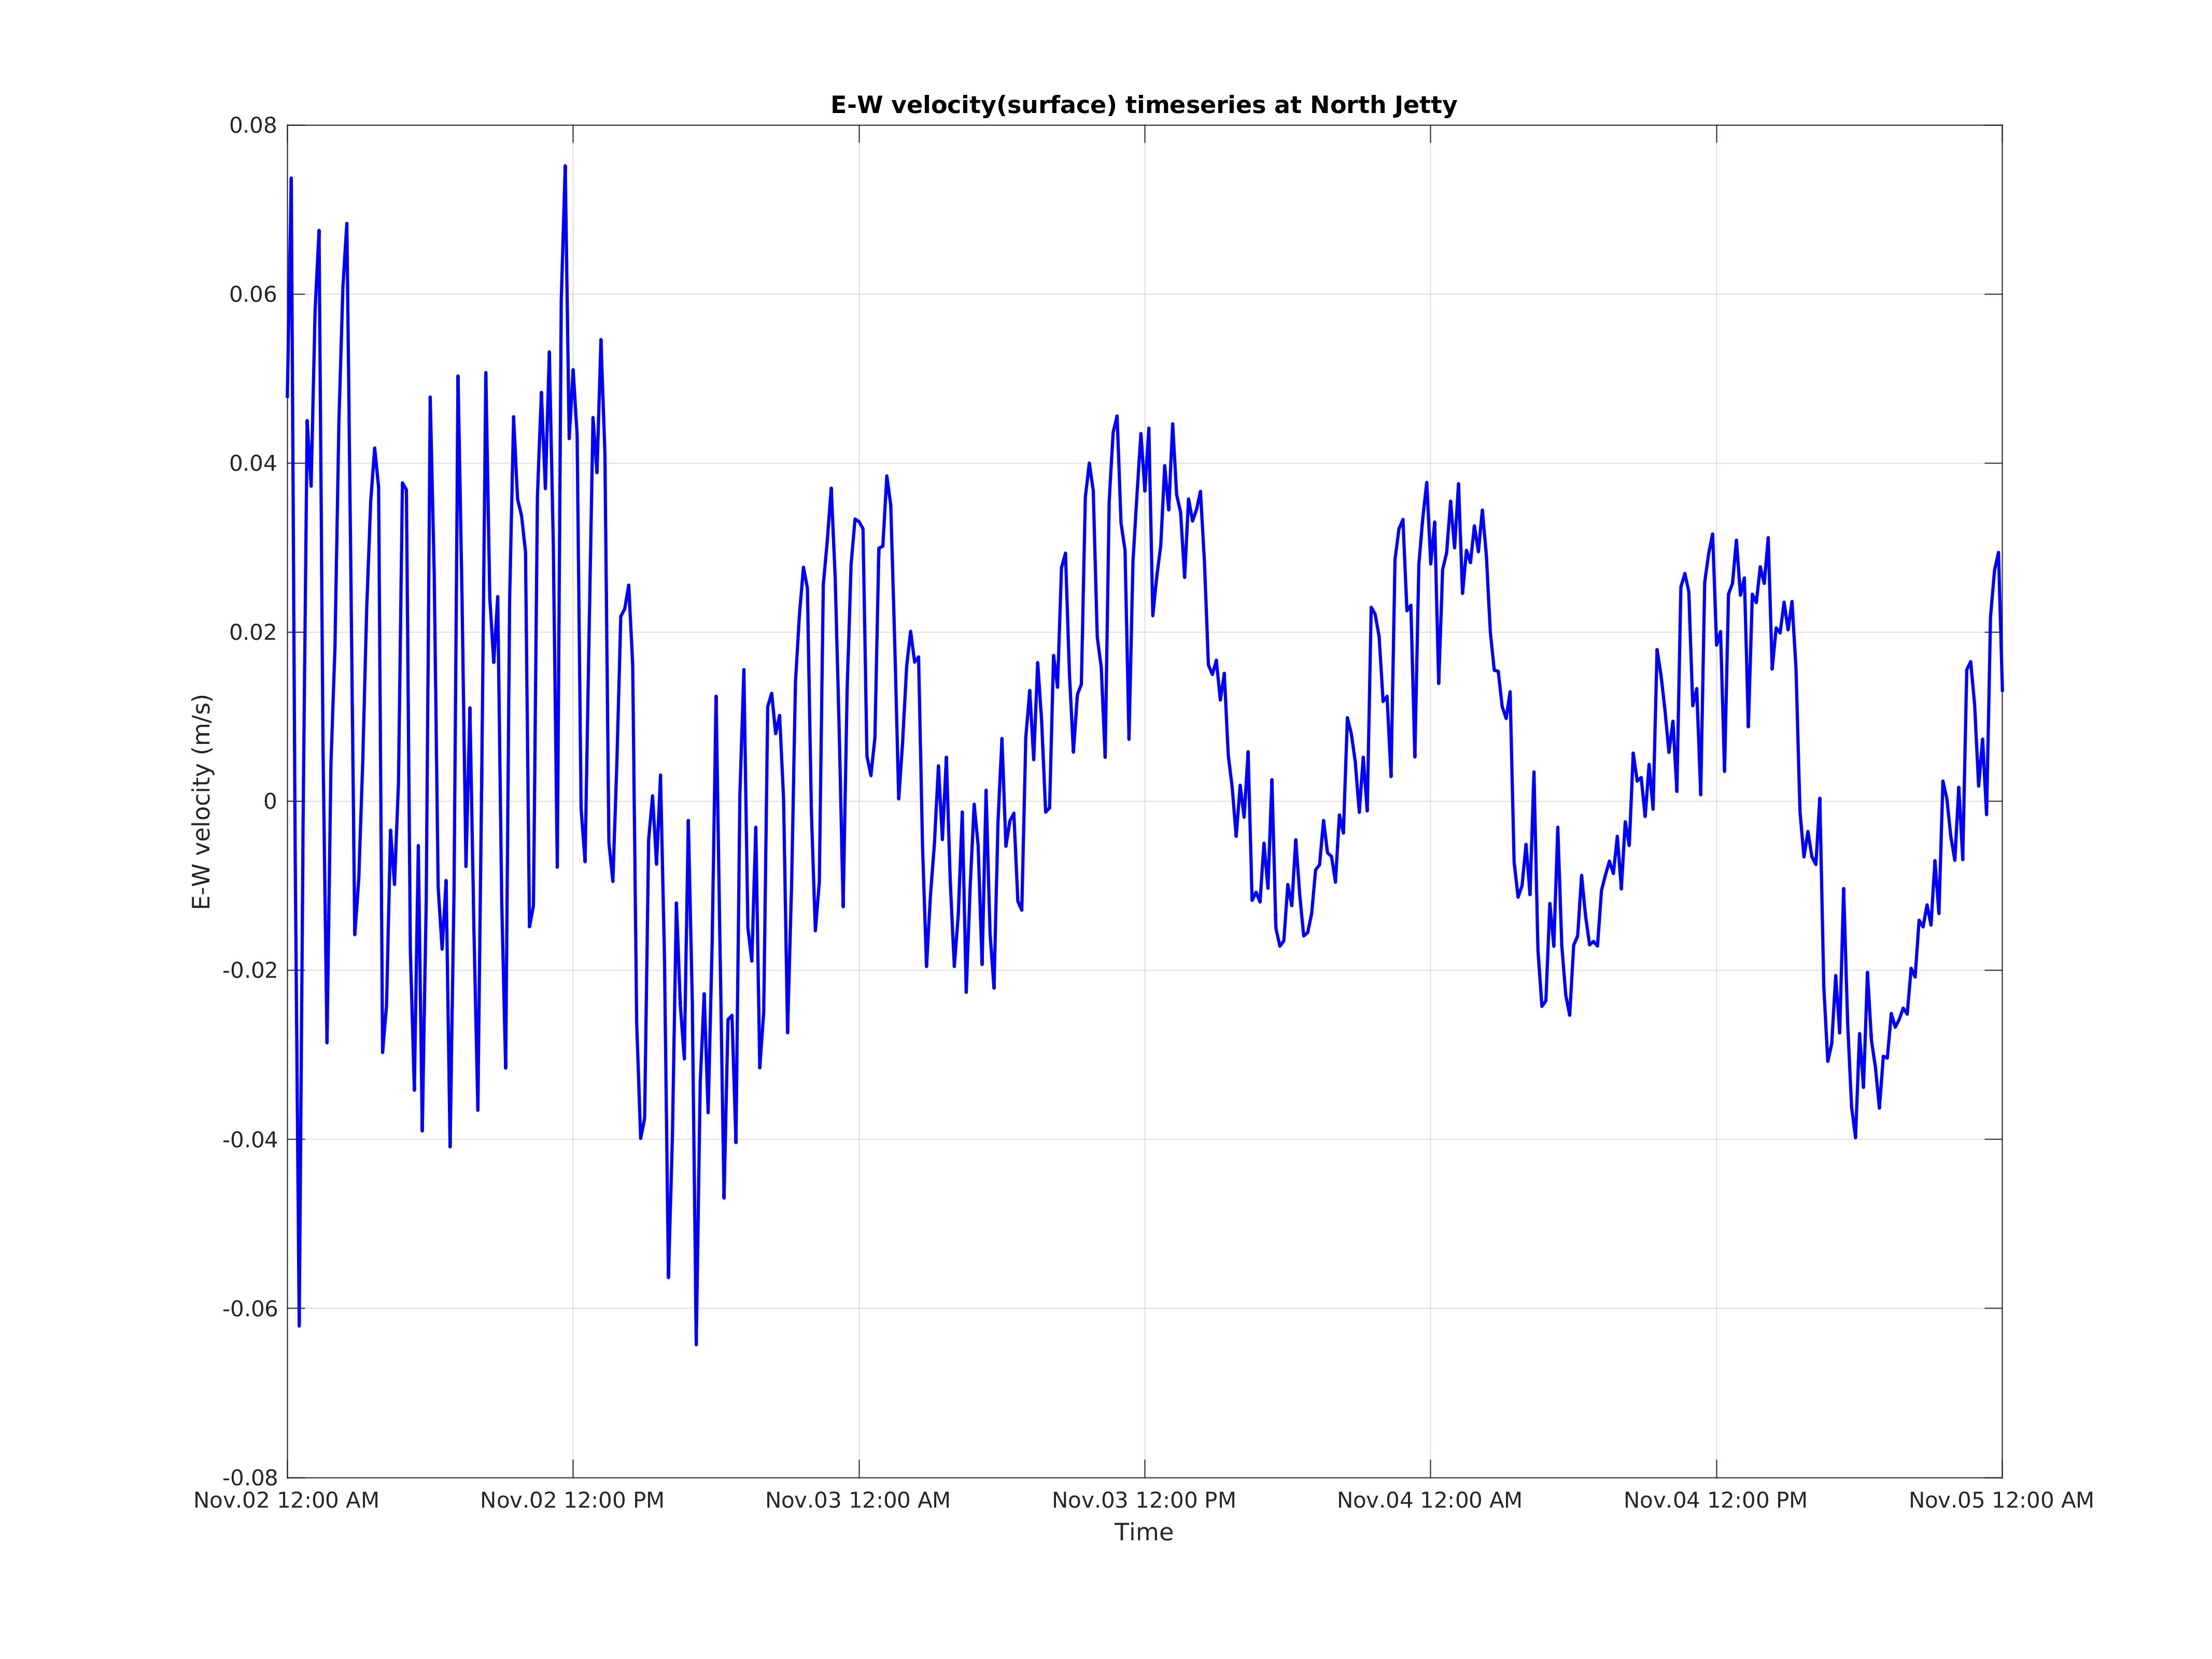 E-W velocity(surface) timeseries at North Jetty
0.08
0.06
0.04
0.02
0
-0.02
-0.04
-0.06
-0.08
E-W velocity (m/s)
Nov.02 12:00 AM
Nov.02 12:00 PM
Nov.03 12:00 AM
Nov.03 12:00 PM
Nov.04 12:00 AM
Nov.04 12:00 PM
Nov.05 12:00 AM
Time